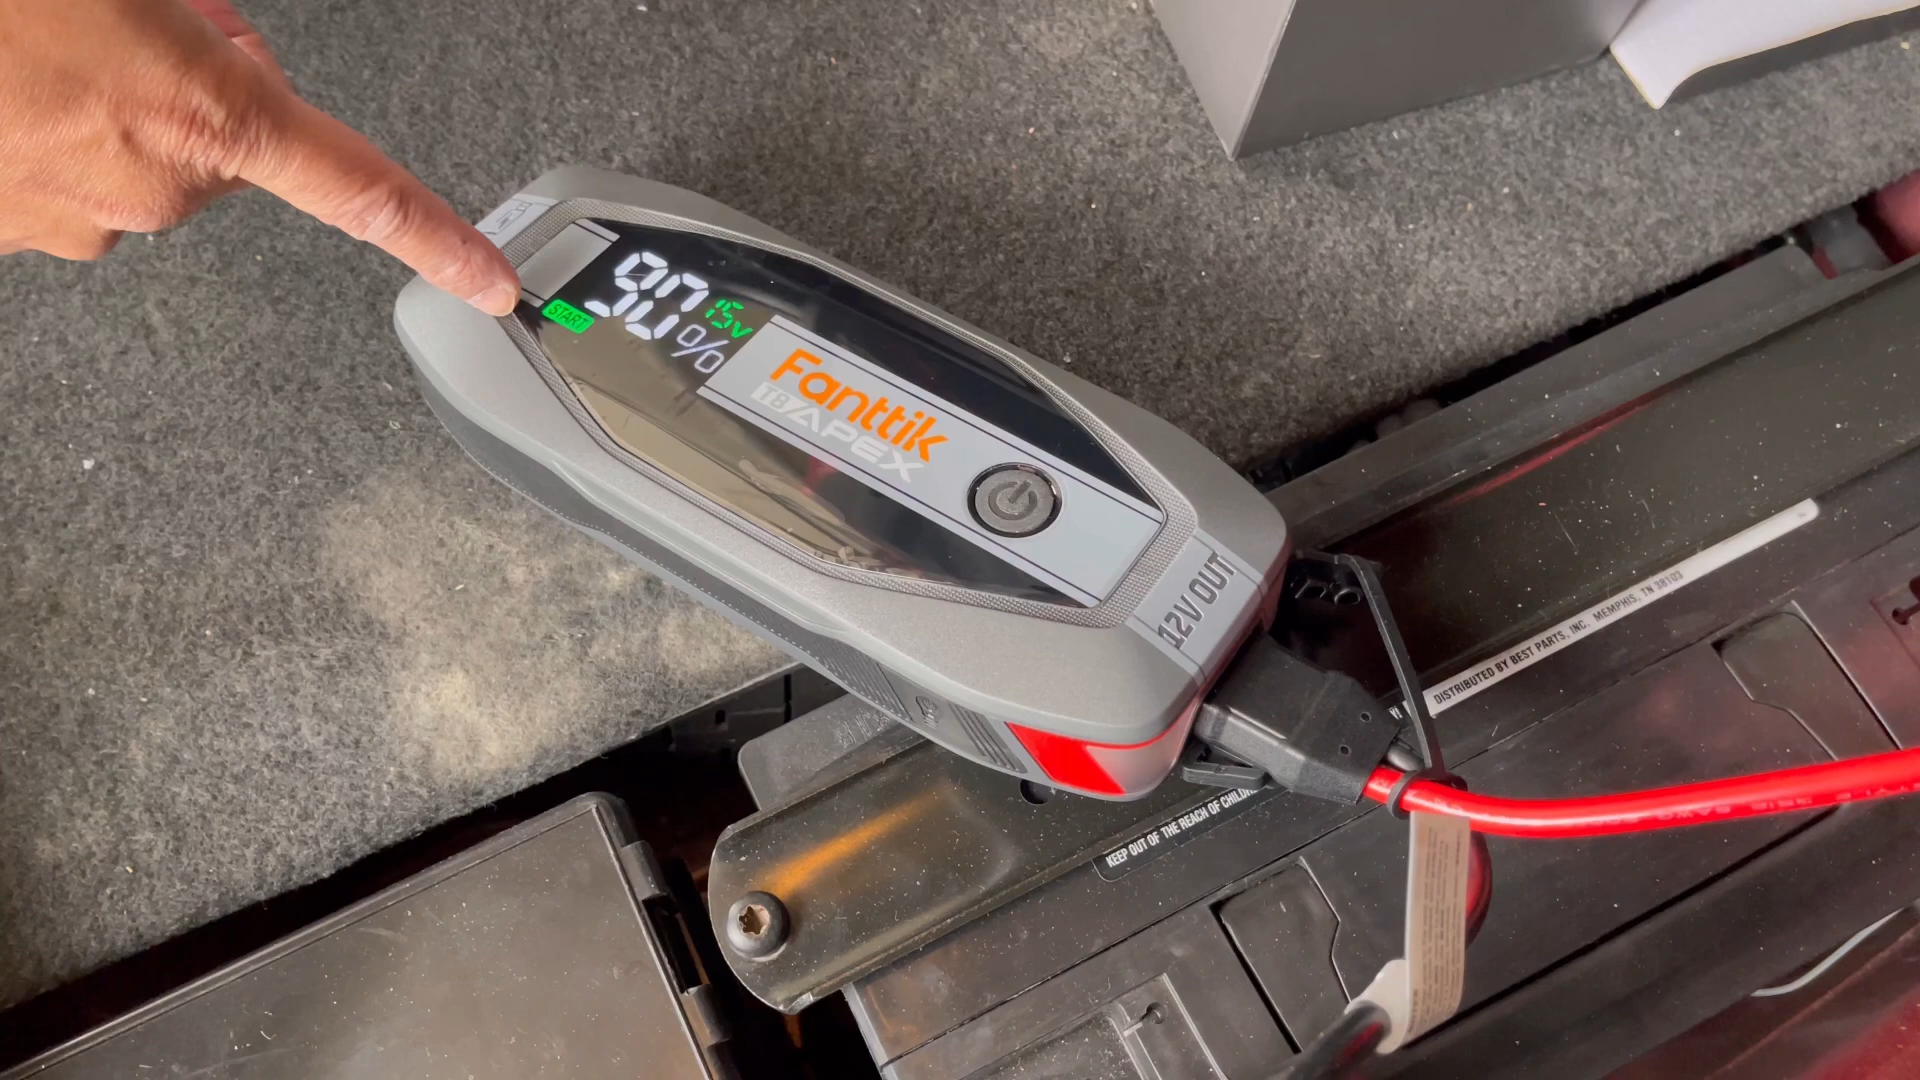 90%
15V
START
Fanttik
T8/APEX
12V OUT
DISTRIBUTED BY BEST PARTS, INC. MEMPHIS, TN 38103
KEEP OUT OF THE REACH OF CHILD